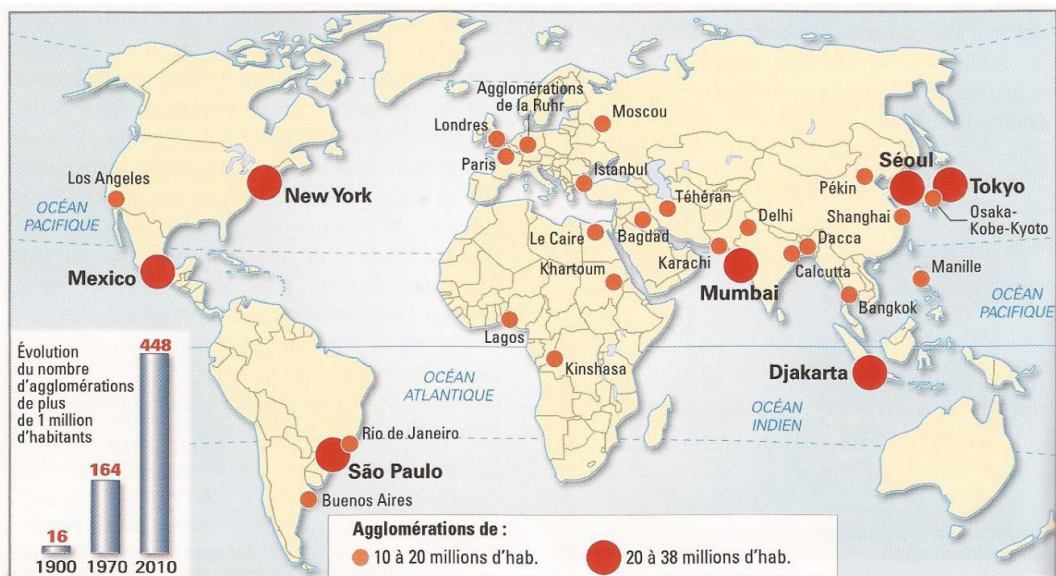 Agglomérations
de la Ruhr
Moscou
Londres
Paris
Istanbul
Los Angeles
New York
OCÉAN
PACIFIQUE
Mexico
Téhéran
Bagdad
Le Caire
Khartoum
Karachi
Delhi
Dacca
Calcutta
Mumbai
Pékin
Séoul
Tokyo
Shanghai
Osaka-
Kobe-Kyoto
Manille
Bangkok
OCÉAN
PACIFIQUE
Lagos
Kinshasa
Djakarta
OCÉAN
ATLANTIQUE
OCÉAN
INDIEN
Rio de Janeiro
São Paulo
Buenos Aires
Évolution
du nombre
d'agglomérations
de plus
de 1 million
d'habitants
16
164
448
1900 1970 2010
Agglomérations de :
10 à 20 millions d'hab.
20 à 38 millions d'hab.